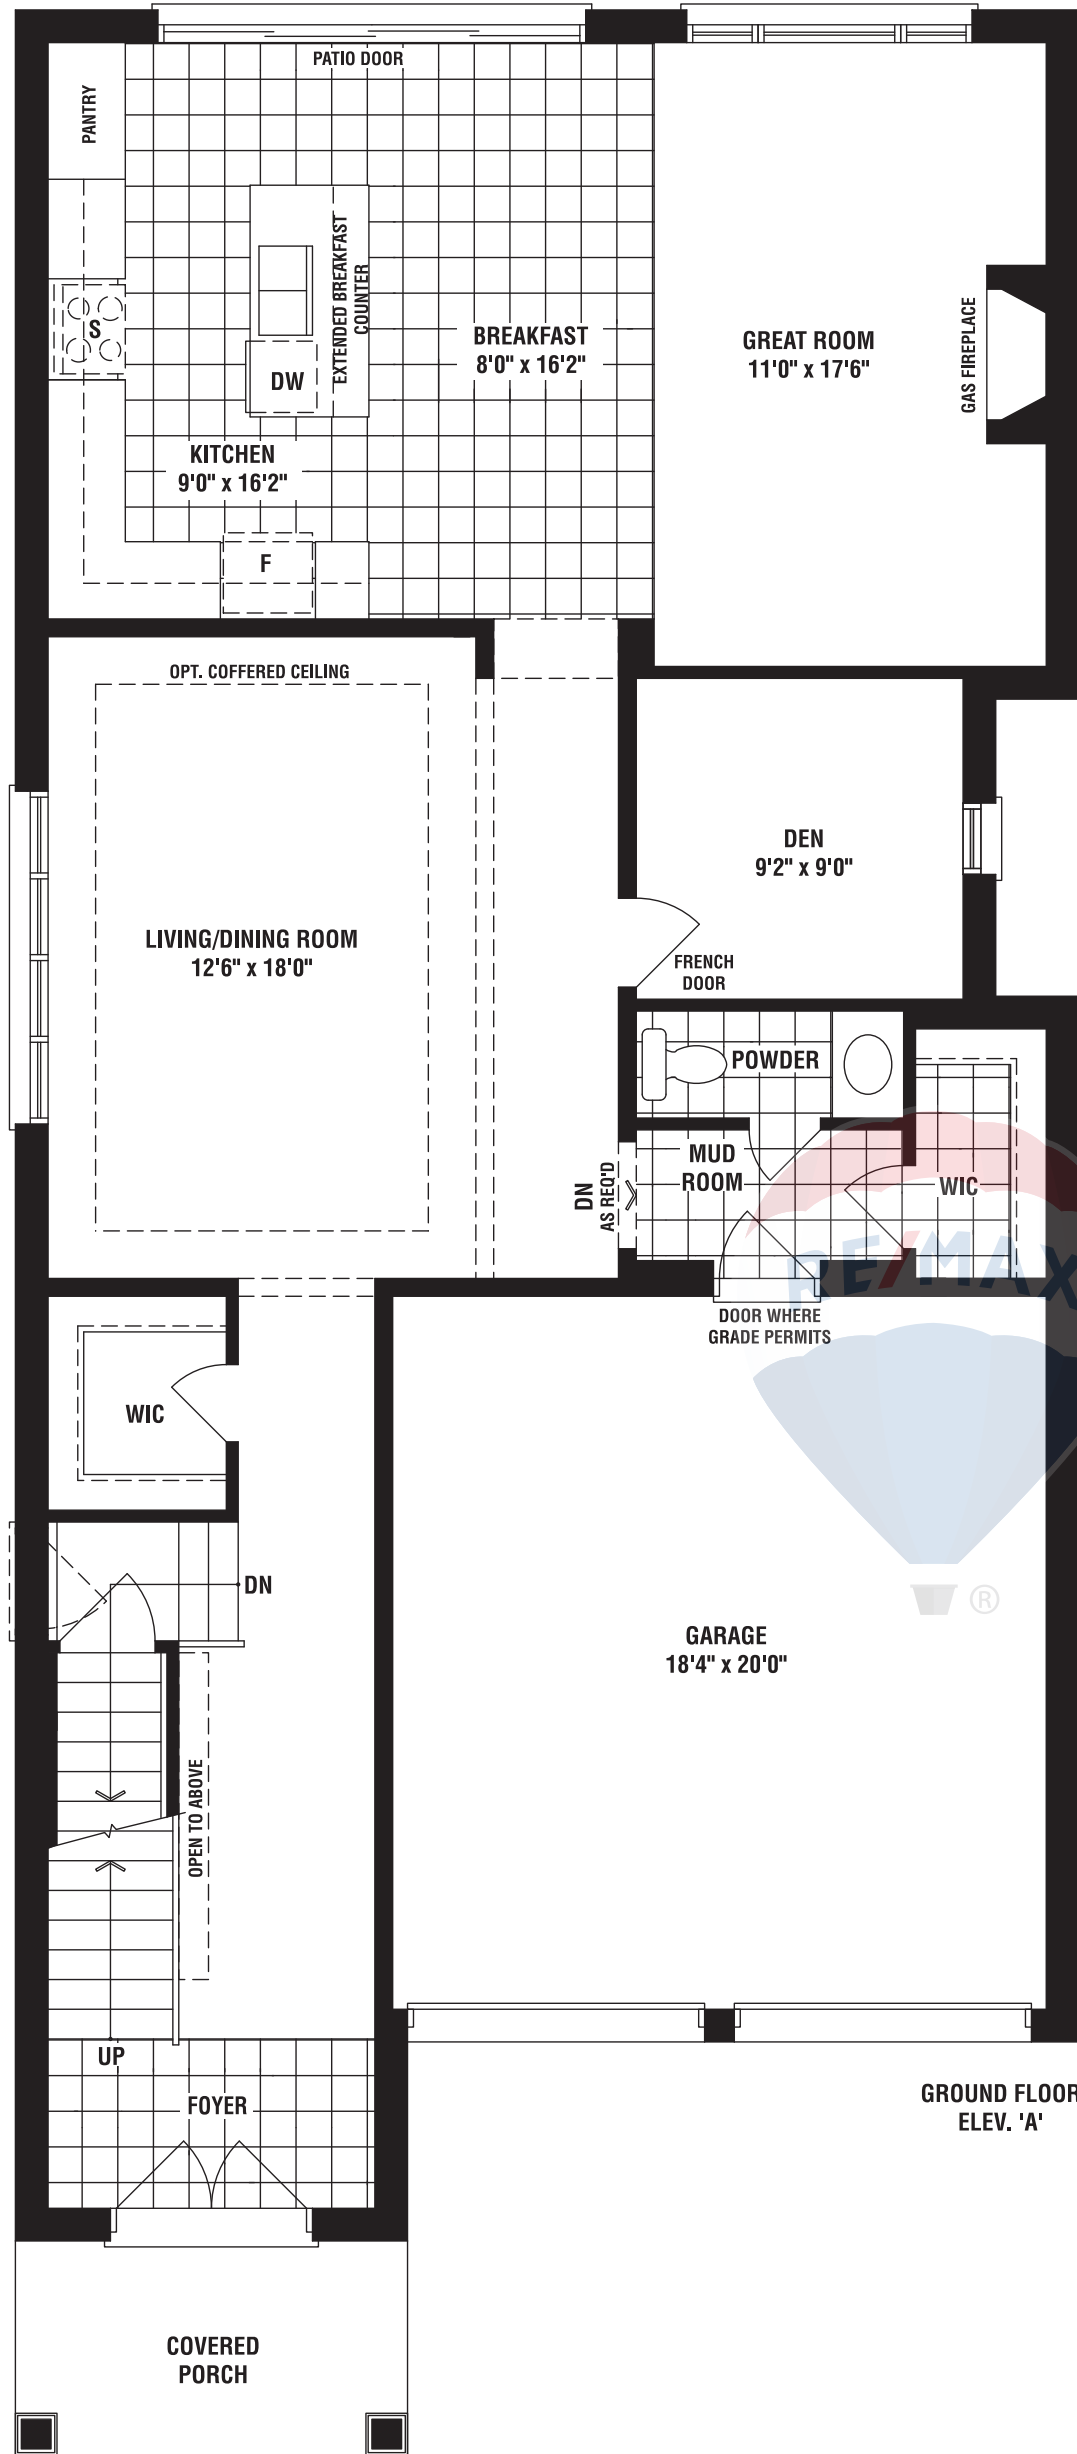 PATIO DOOR
PANTRY
EXTENDED BREAKFAST
COUNTER
S
DW
BREAKFAST
8'0" x 16'2"
GREAT ROOM
11'0" x 17'6"
GAS FIREPLACE
KITCHEN
9'0" x 16'2"
F
OPT. COFFERED CEILING
DEN
9'2" x 9'0"
LIVING/DINING ROOM
12'6" x 18'0"
FRENCH
DOOR
POWDER
MUD
ROOM
DN
AS REQ'D
WIC
RE/MAX
DOOR WHERE
GRADE PERMITS
WIC
DN
®
GARAGE
18'4" x 20'0"
OPEN TO ABOVE
UP
FOYER
GROUND FLOOR
ELEV. 'A'
COVERED
PORCH